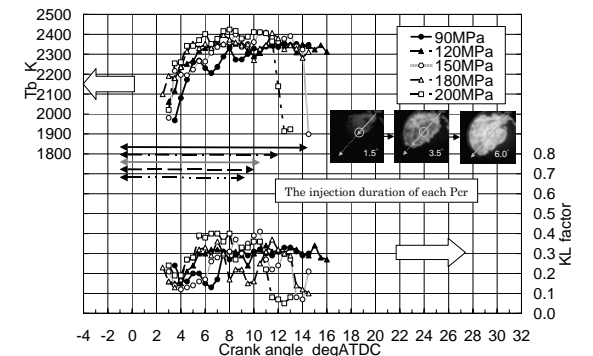 2500
2400
2300
2200
2100
2000
1900
1800
Tb K
90MPa
120MPa
150MPa
180MPa
200MPa
1.5°
3.5°
6.0°
The injection duration of each Pcr
0.8
0.7
0.6
0.5
0.4
0.3
0.2
0.1
0.0
KL factor
-4 -2 0 2 4 6 8 10 12 14 16 18 20 22 24 26 28 30 32
Crank angle degATDC